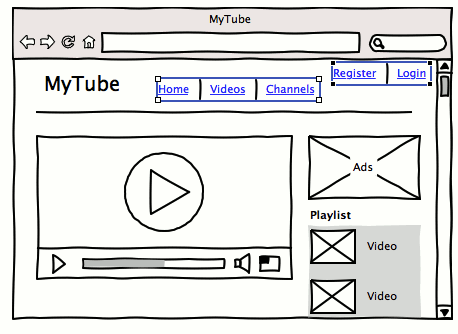 MyTube
Register Login
MyTube
Home Videos Channels
Ads
Playlist
Video
Video